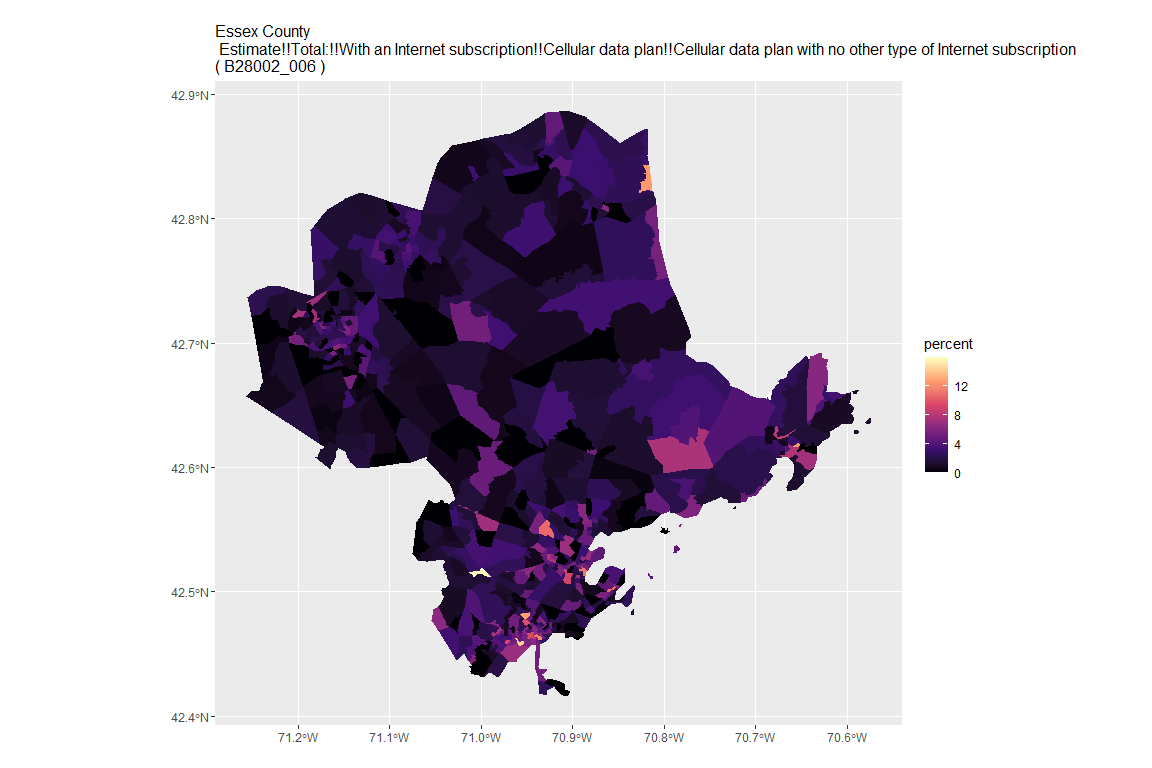 Essex County
Estimate!!Total:!!With an Internet subscription!!Cellular data plan!!Cellular data plan with no other type of Internet subscription
( B28002_006 )
42.9°N
42.8°N
42.7°N
42.6°N
42.5°N
42.4°N
71.2°W 71.1°W 71.0°W 70.9°W 70.8°W 70.7°W 70.6°W
percent
12
8
4
0